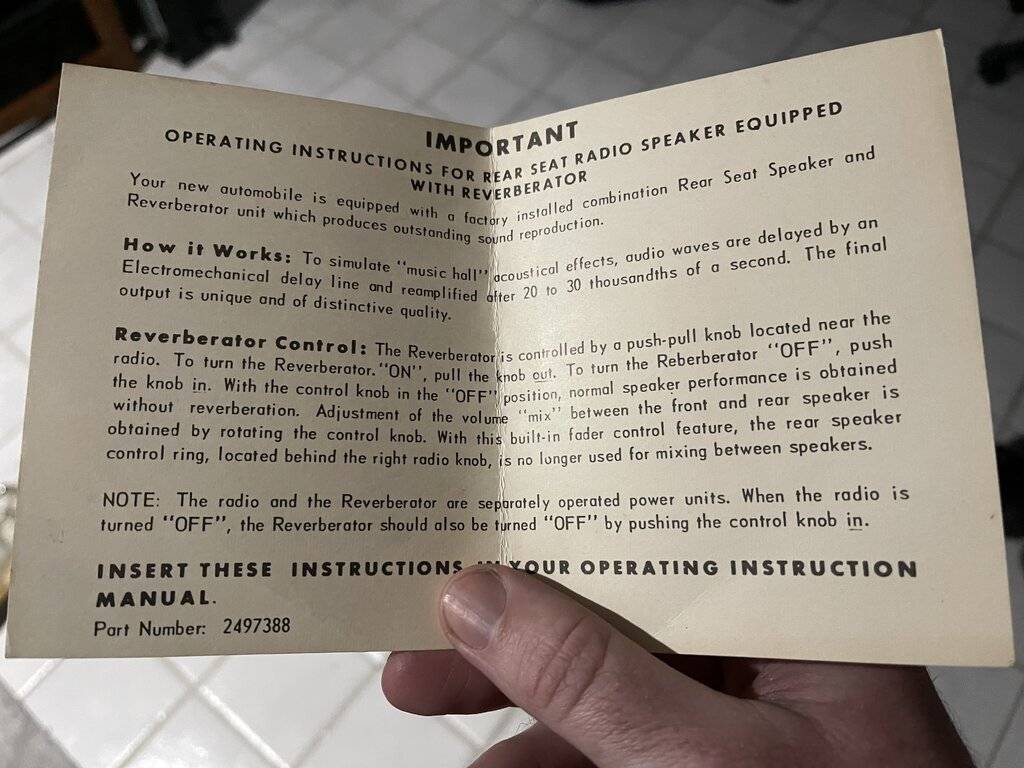 IMPORTANT
OPERATING INSTRUCTIONS FOR REAR SEAT RADIO SPEAKER EQUIPPED
WITH REVERBERATOR
Your new automobile is equipped with a factory installed combination Rear Seat Speaker and
Reverberator unit which produces outstanding sound reproduction.
How it Works: To simulate "music hall" acoustical effects, audio waves are delayed by an
Electromechanical delay line and reamplified after 20 to 30 thousandths of a second. The final
output is unique and of distinctive quality.
Reverberator Control: The Reverberator is controlled by a push-pull knob located near the
radio. To turn the Reverberator."ON", pull the knob out. To turn the Reberberator "OFF", push
the knob in. With the control knob in the "OFF" position, normal speaker performance is obtained
without reverberation. Adjustment of the volume "mix" between the front and rear speaker is
obtained by rotating the control knob. With this built-in fader control feature, the rear speaker
control ring, located behind the right radio knob, is no longer used for mixing between speakers.
NOTE: The radio and the Reverberator are separately operated power units. When the radio is
turned "OFF", the Reverberator should also be turned "OFF" by pushing the control knob in.
INSERT THESE INSTRUCTIONS IN YOUR OPERATING INSTRUCTION
MANUAL.
Part Number: 2497388